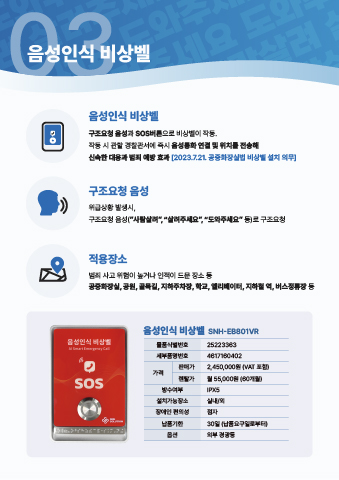 03
음성인식 비상벨
음성인식 비상벨
구조요청 음성과 SOS버튼으로 비상벨이 작동.
작동 시 관할 경찰관서에 즉시 음성통화 연결 및 위치를 전송해
신속한 대응과 범죄 예방 효과 [2023.7.21. 공중화장실법 비상벨 설치 의무]
구조요청 음성
위급상황 발생시,
구조요청 음성("사람살려", "살려주세요", "도와주세요" 등)로 구조요청
적용장소
범죄 사고 위험이 높거나 인적이 드문 장소 등
공중화장실, 공원, 골목길, 지하주차장, 학교, 엘리베이터, 지하철 역, 버스정류장 등
음성인식 비상벨
AI Smart Emergency Call
SOS
음성인식 비상벨 SNH-EB801VR
물품식별번호 25223363
세부품명번호 4617160402
가격 판매가 2,450,000원 (VAT 포함)
렌탈가 월 55,000원 (60개월)
방수여부 IPX5
설치가능장소 실내/외
장애인 편의성 점자
납품기한 30일 (납품요구일로부터)
옵션 외부 경광등